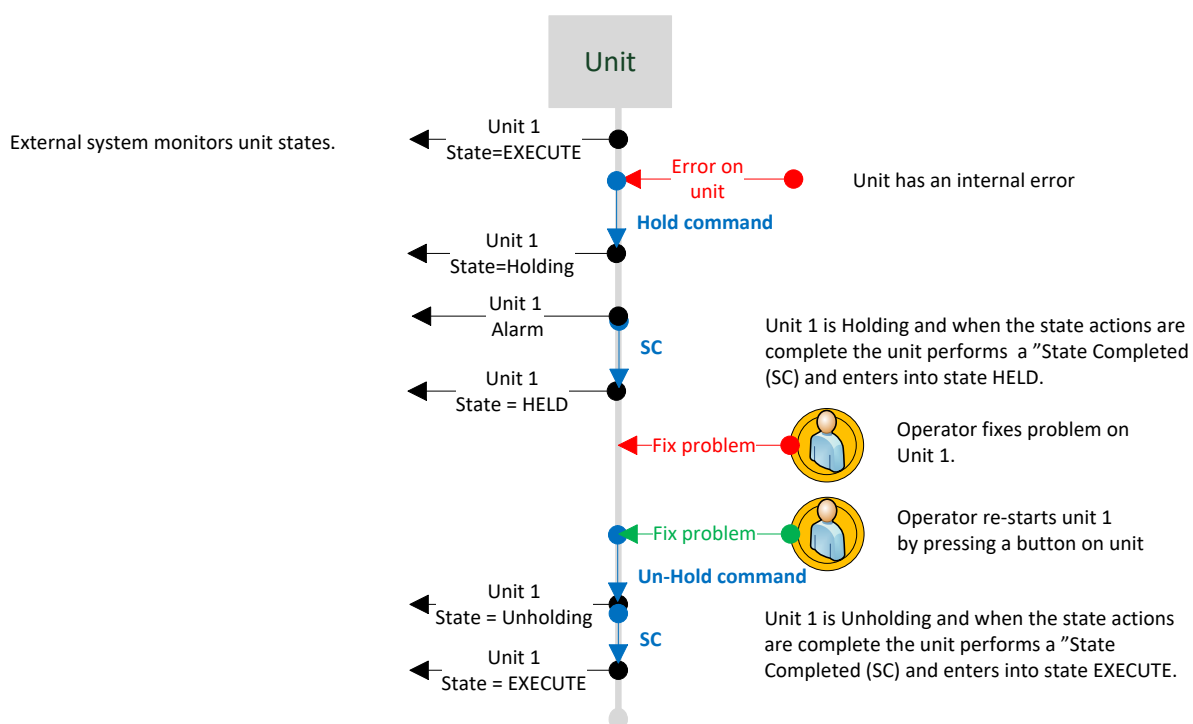 Unit
External system monitors unit states.
Unit 1
State=EXECUTE
Error on
unit
Unit has an internal error
Hold command
Unit 1
State=Holding
Unit 1
Alarm
SC
Unit 1 is Holding and when the state actions are
complete the unit performs  a ”State Completed
(SC) and enters into state HELD.
Unit 1
State = HELD
Fix problem
Operator fixes problem on
Unit 1.
Fix problem
Operator re-starts unit 1
by pressing a button on unit
Un-Hold command
Unit 1
State = Unholding
SC
Unit 1 is Unholding and when the state actions
are complete the unit performs a ”State
Completed (SC) and enters into state EXECUTE.
Unit 1
State = EXECUTE